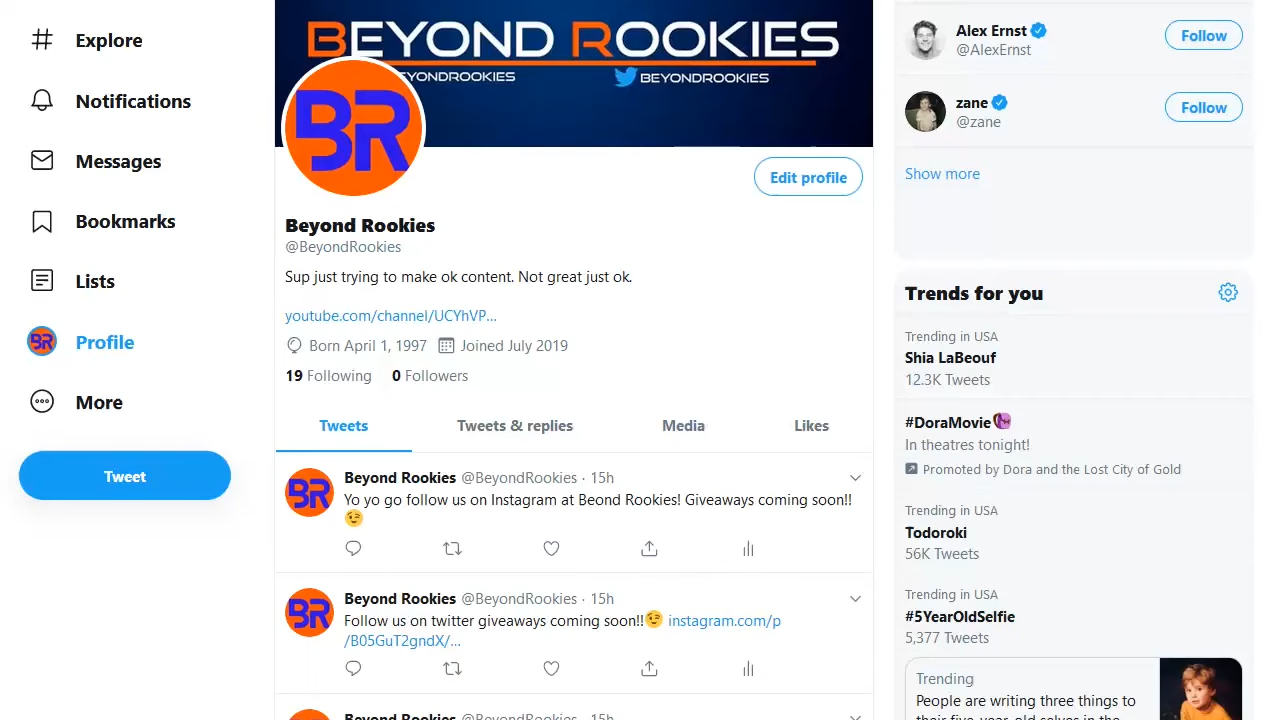 Explore
Notifications
Messages
Bookmarks
Lists
BR
Profile
More
Tweet
BEYOND ROOKIES
YONDROOKIES
BEYONDROOKIES
BR
Edit profile
Beyond Rookies
@BeyondRookies
Sup just trying to make ok content. Not great just ok.
youtube.com/channel/UCYhVP...
Born April 1, 1997 Joined July 2019
19 Following 0 Followers
Tweets Tweets & replies Media Likes
BR
Beyond Rookies @BeyondRookies · 15h
Yo yo go follow us on Instagram at Beond Rookies! Giveaways coming soon!!
😉
BR
Beyond Rookies @BeyondRookies · 15h
Follow us on twitter giveaways coming soon!!😉 instagram.com/p
/B05GuT2gndX/...
Beyond Rookies @BeyondRookies · 15h
Alex Ernst
@AlexErnst
Follow
zane
@zane
Follow
Show more
Trends for you
Trending in USA
Shia LaBeouf
12.3K Tweets
#DoraMovie
In theatres tonight!
Promoted by Dora and the Lost City of Gold
Trending in USA
Todoroki
56K Tweets
Trending in USA
#5YearOldSelfie
5,377 Tweets
Trending
People are writing three things to
their five-year-old selves in the